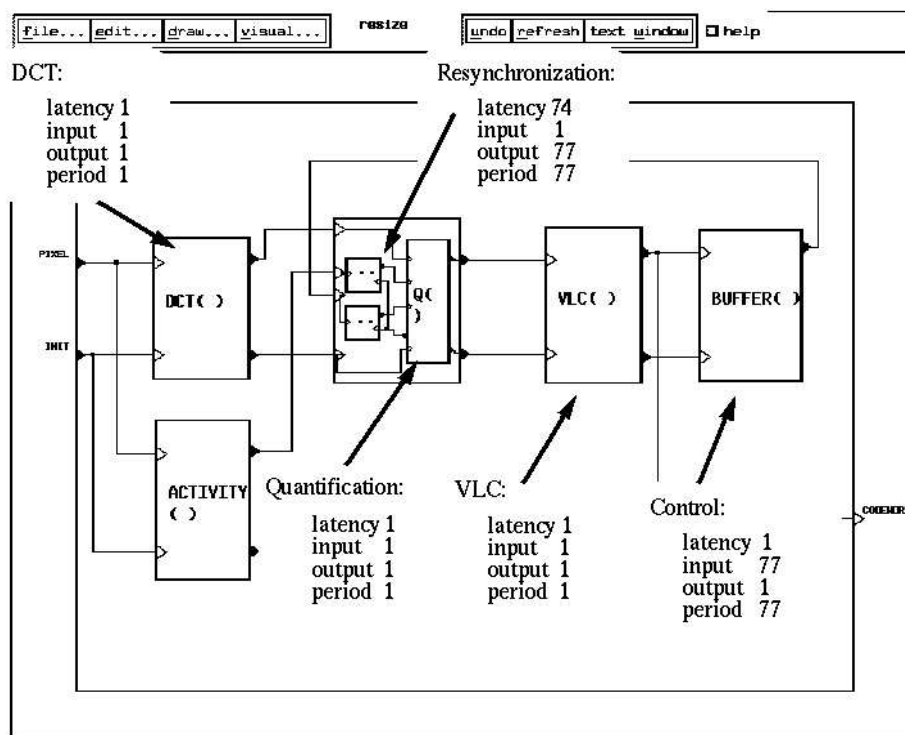 file... edit... draw... visual... resize undo refresh text window help
DCT:
latency 1
input 1
output 1
period 1
Resynchronization:
latency 74
input 1
output 77
period 77
PIXEL
INIT
DCT( )
Q(
)
VLC( )
BUFFER( )
ACTIVITY
( )
Quantification:
latency 1
input 1
output 1
period 1
VLC:
latency 1
input 1
output 1
period 1
Control:
latency 1
input 77
output 1
period 77
CODEWOR